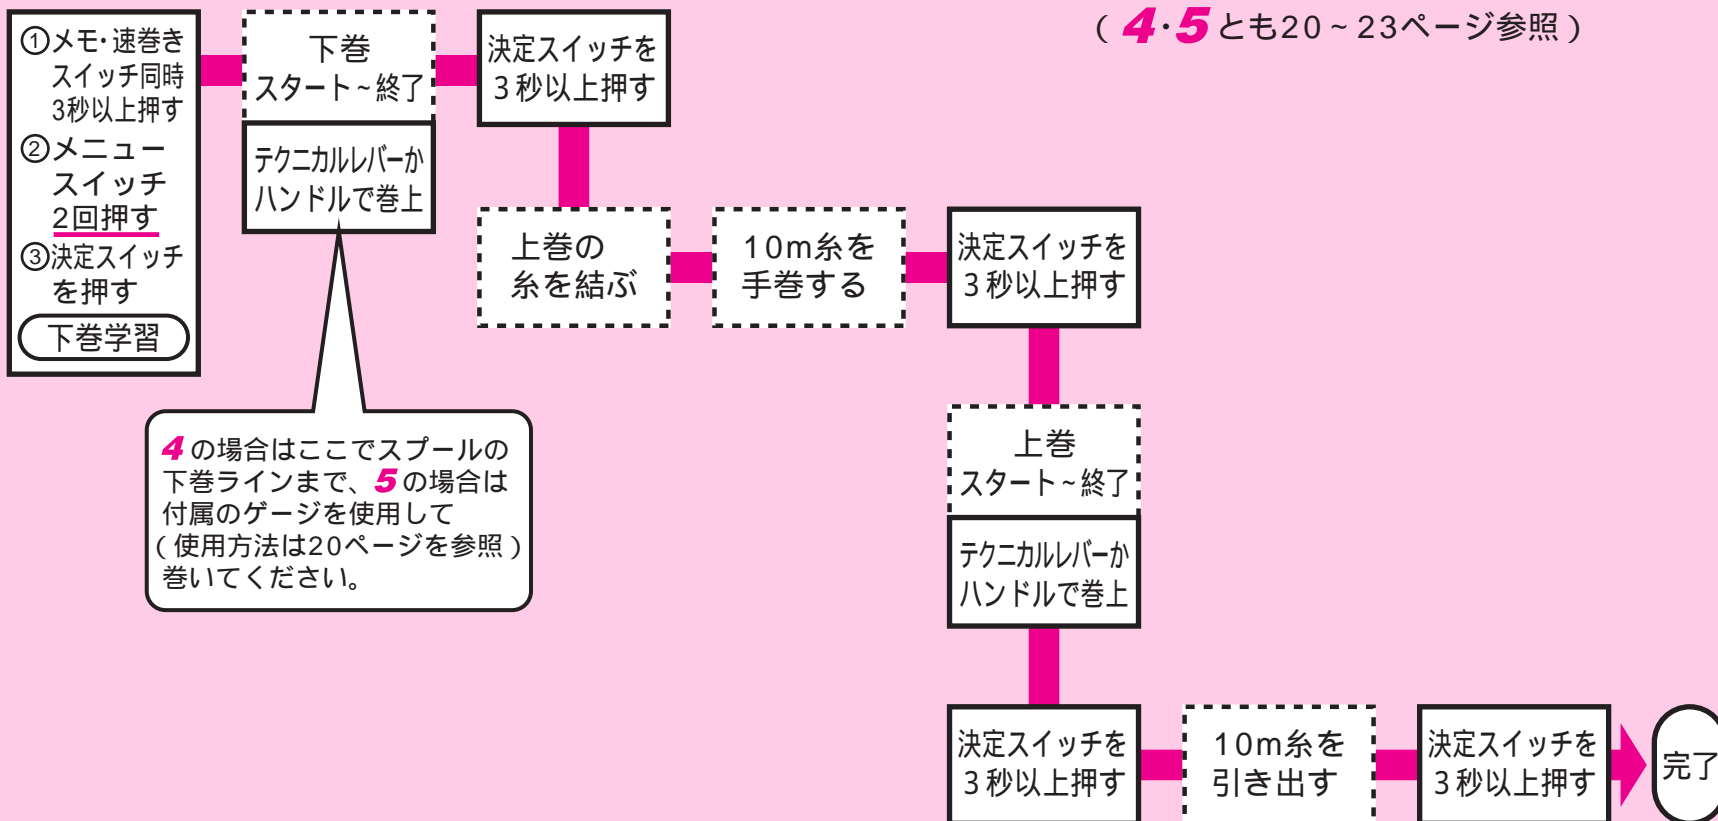 （4・5とも20～23ページ参照）
①メモ・速巻き
スイッチ同時
3秒以上押す
②メニュー
スイッチ
2回押す
③決定スイッチ
を押す
下巻学習
下巻
スタート～終了
テクニカルレバーか
ハンドルで巻上
決定スイッチを
3秒以上押す
上巻の
糸を結ぶ
10m糸を
手巻する
決定スイッチを
3秒以上押す
4の場合はここでスプールの
下巻ラインまで、5の場合は
付属のゲージを使用して
（使用方法は20ページを参照）
巻いてください。
上巻
スタート～終了
テクニカルレバーか
ハンドルで巻上
決定スイッチを
3秒以上押す
10m糸を
引き出す
決定スイッチを
3秒以上押す
完了